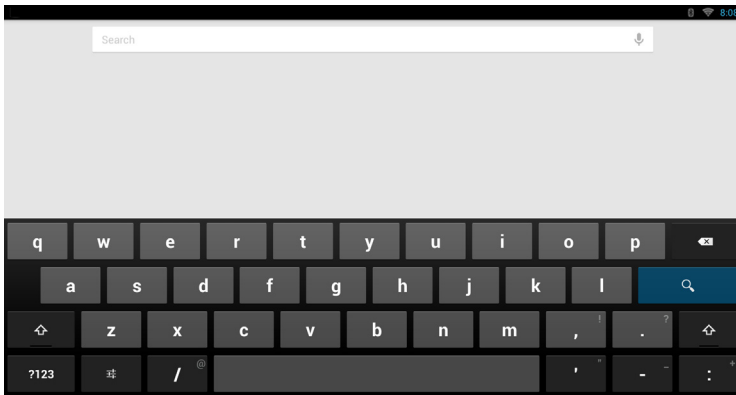 8:08
Search
q w e r t y u i o p
a s d f g h j k l
z x c v b n m , ! . ?
?123 / @ ' " - _ : +